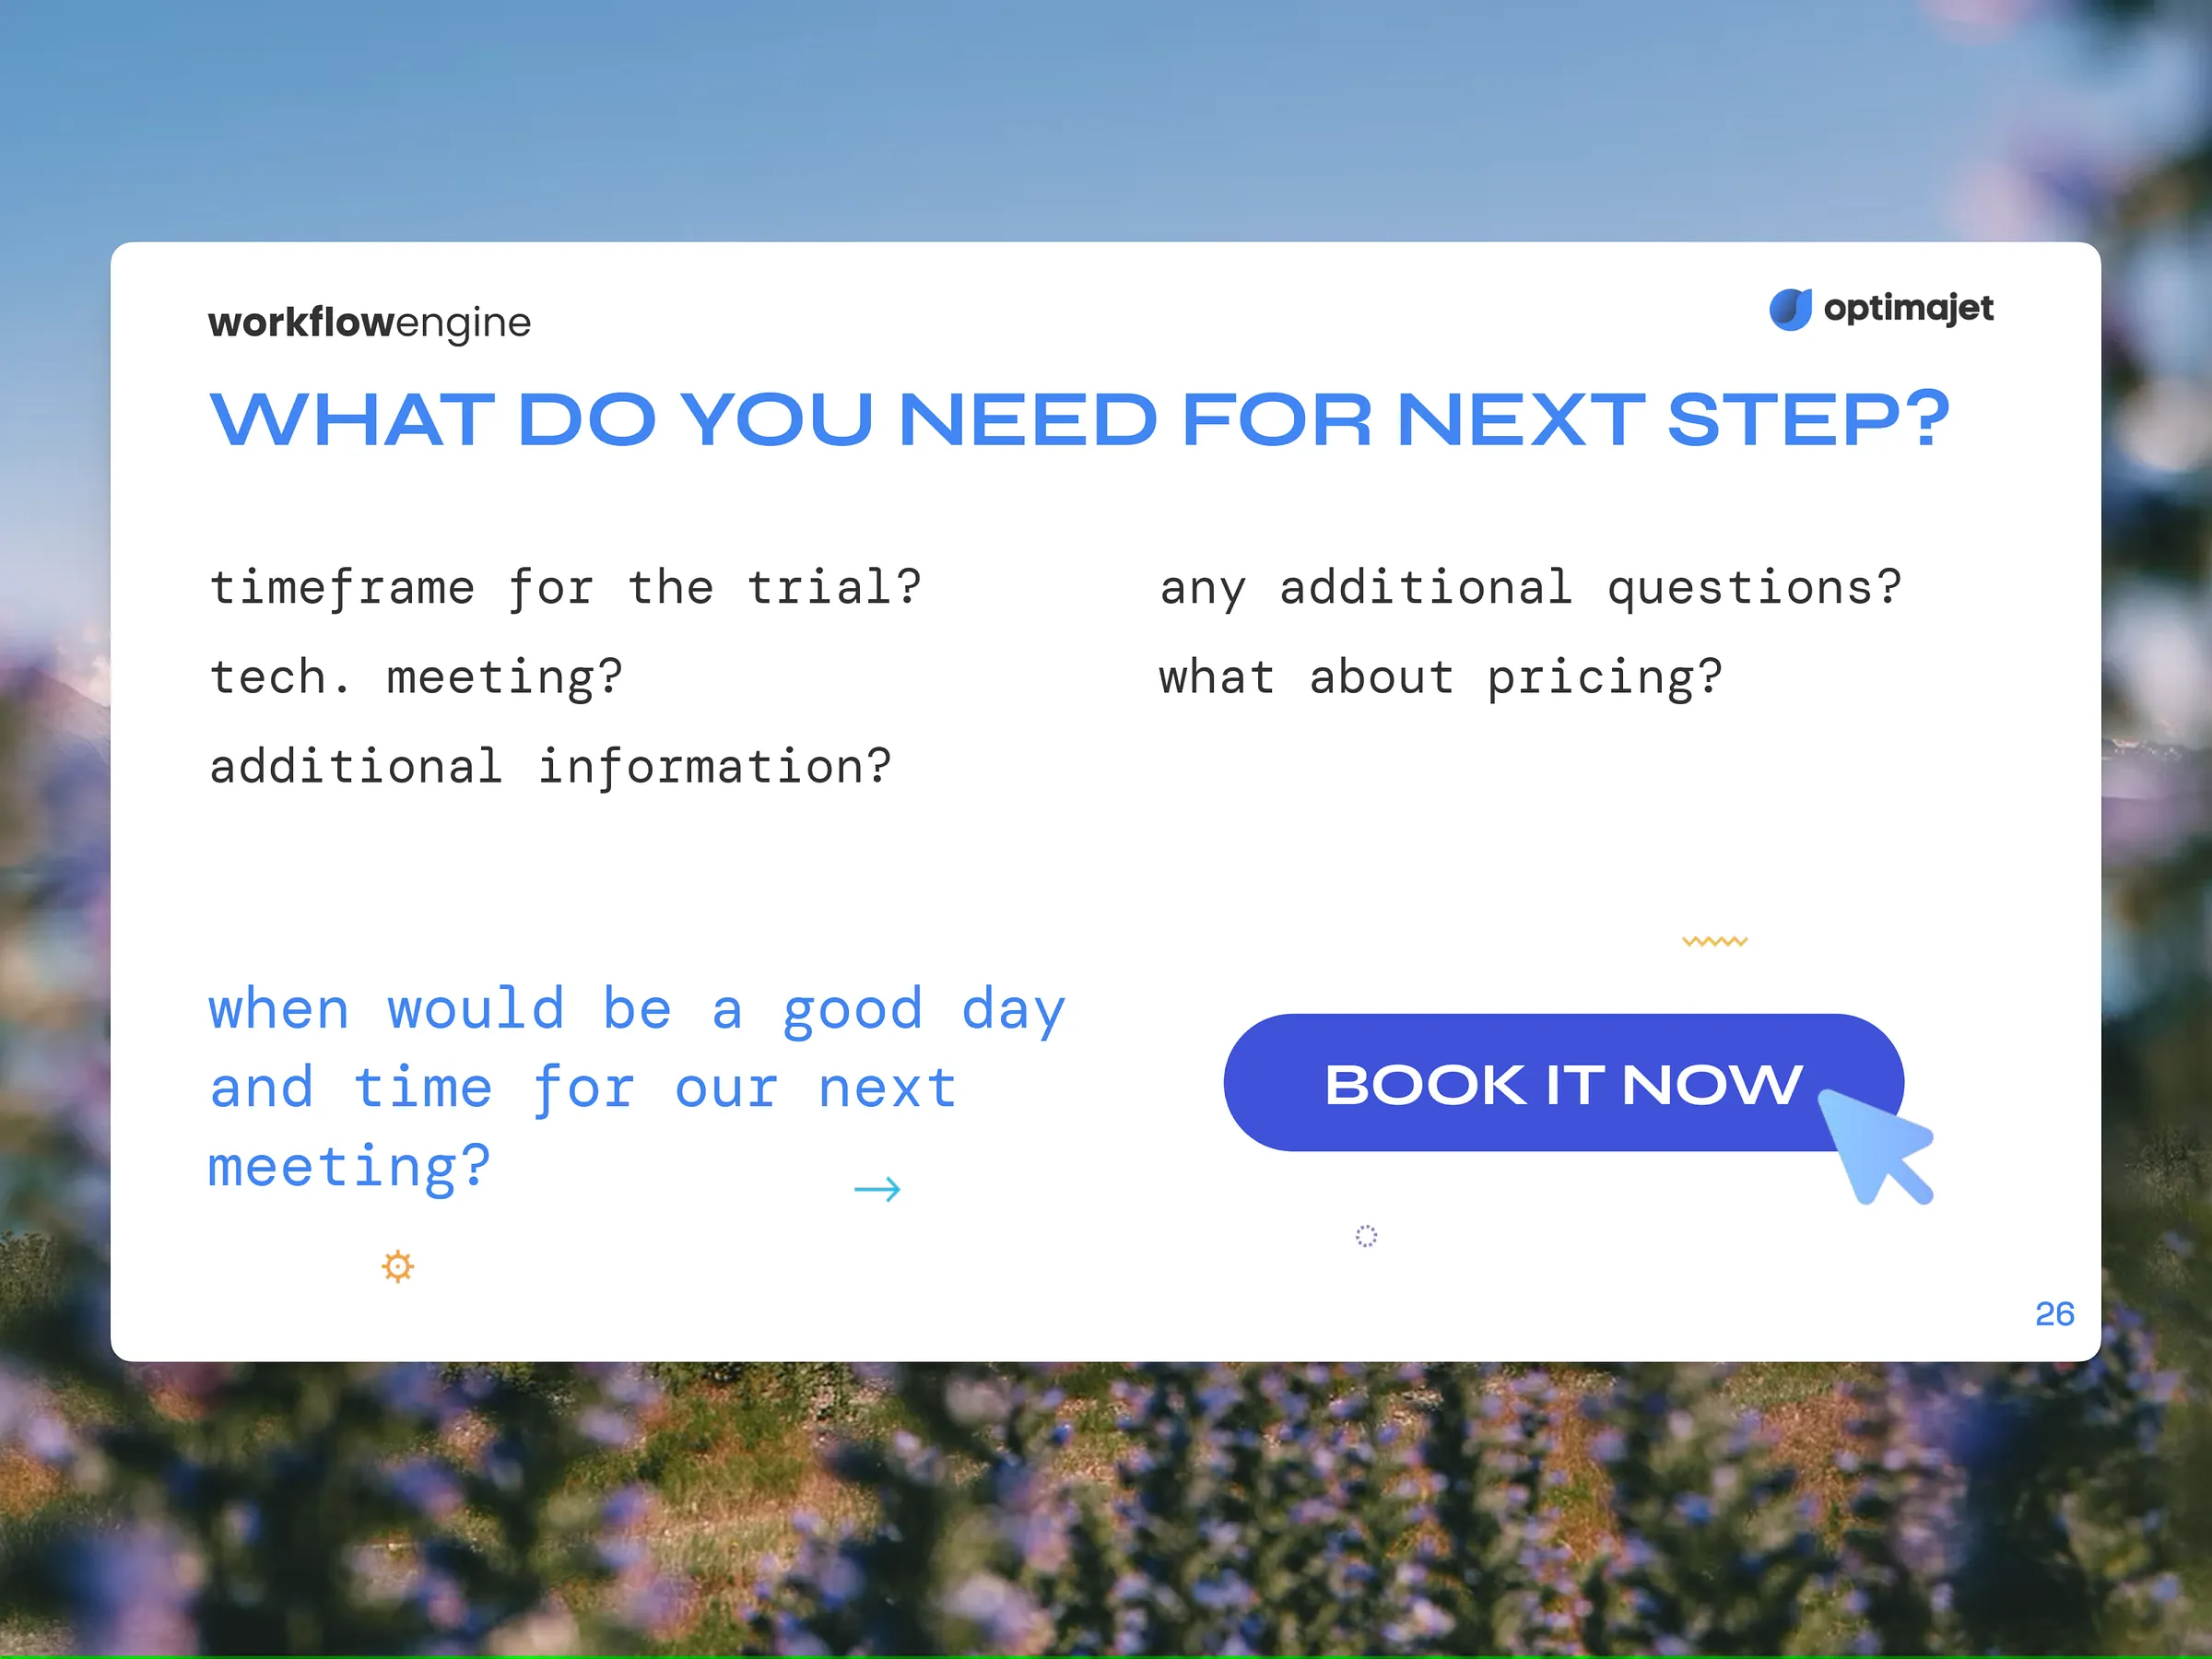 workflowengine
optimajet
WHAT DO YOU NEED FOR NEXT STEP?
timeframe for the trial?
tech. meeting?
additional information?
any additional questions?
what about pricing?
when would be a good day
and time for our next
meeting?
BOOK IT NOW
26